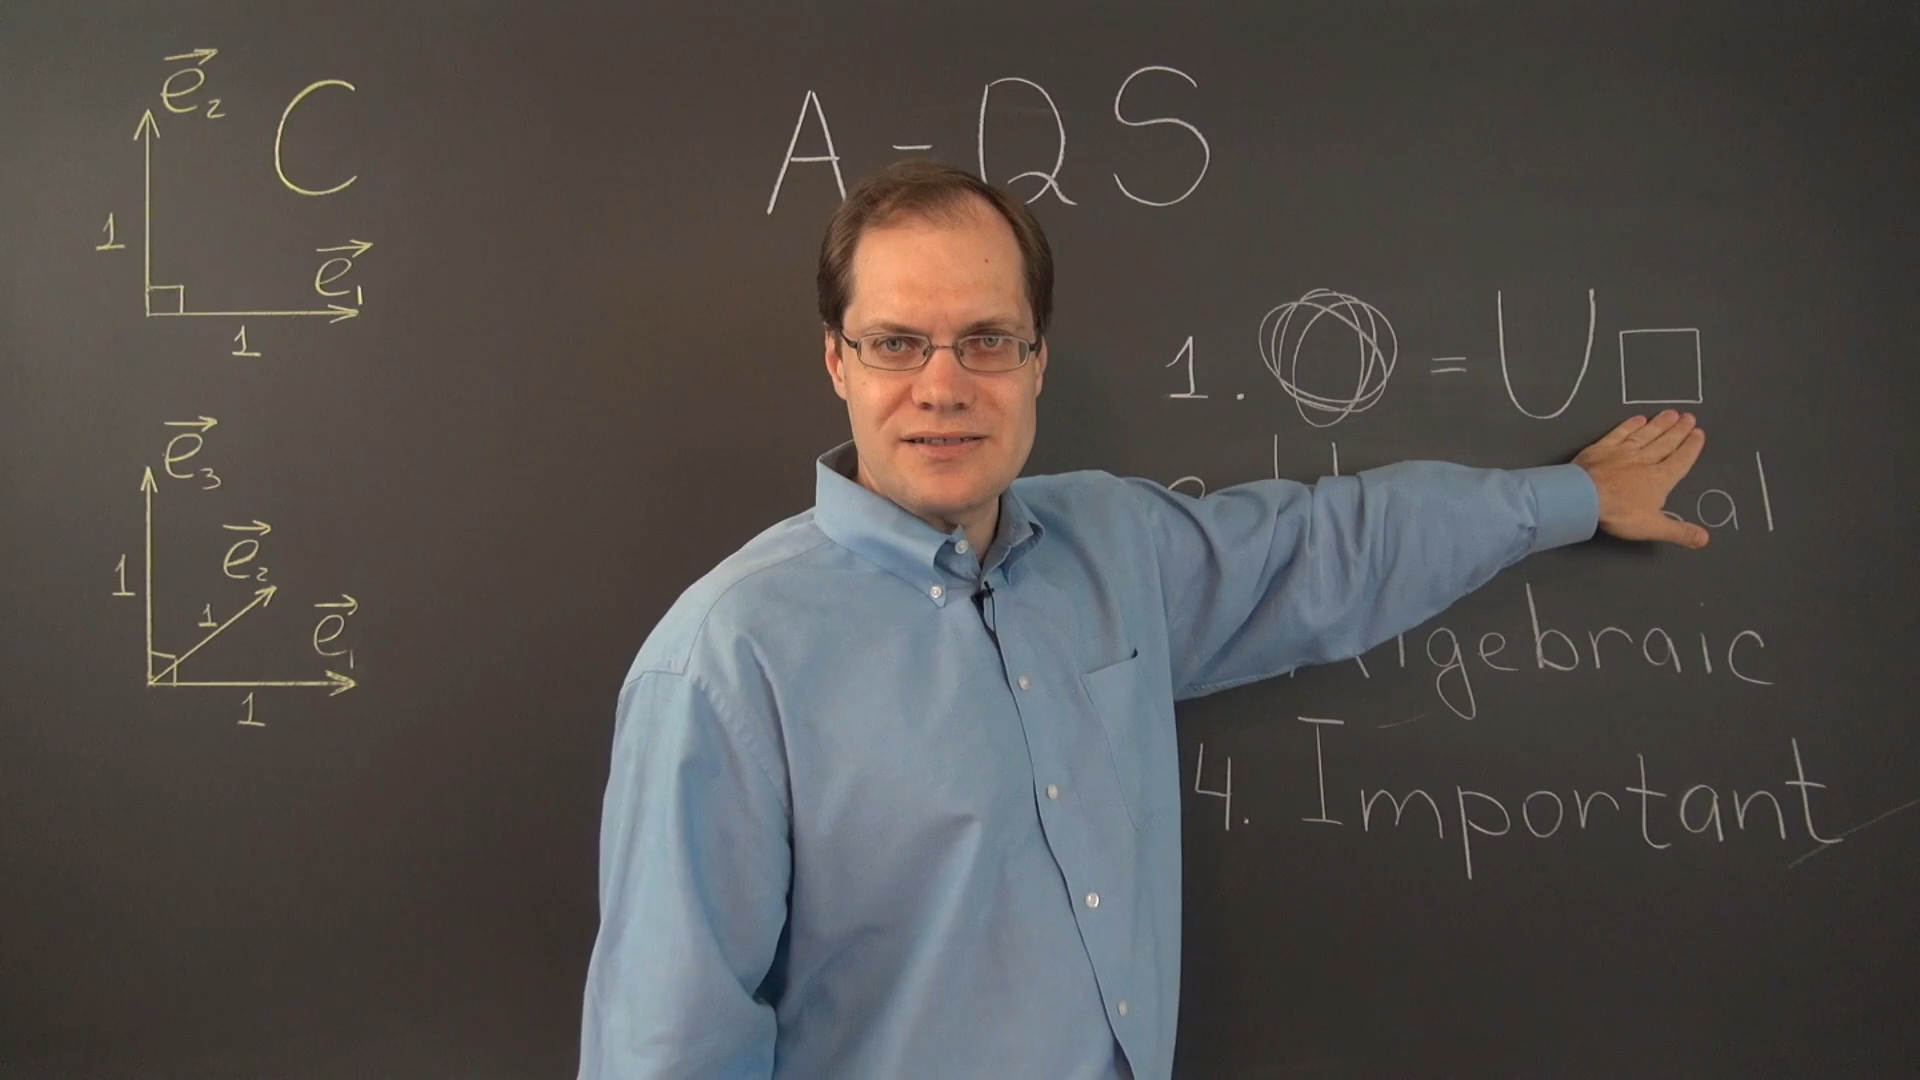 e₂
C
1
e₁
1
e₃
e₂
1
1
e₁
1
A - Q S
1. = U
Algebraic
4. Important